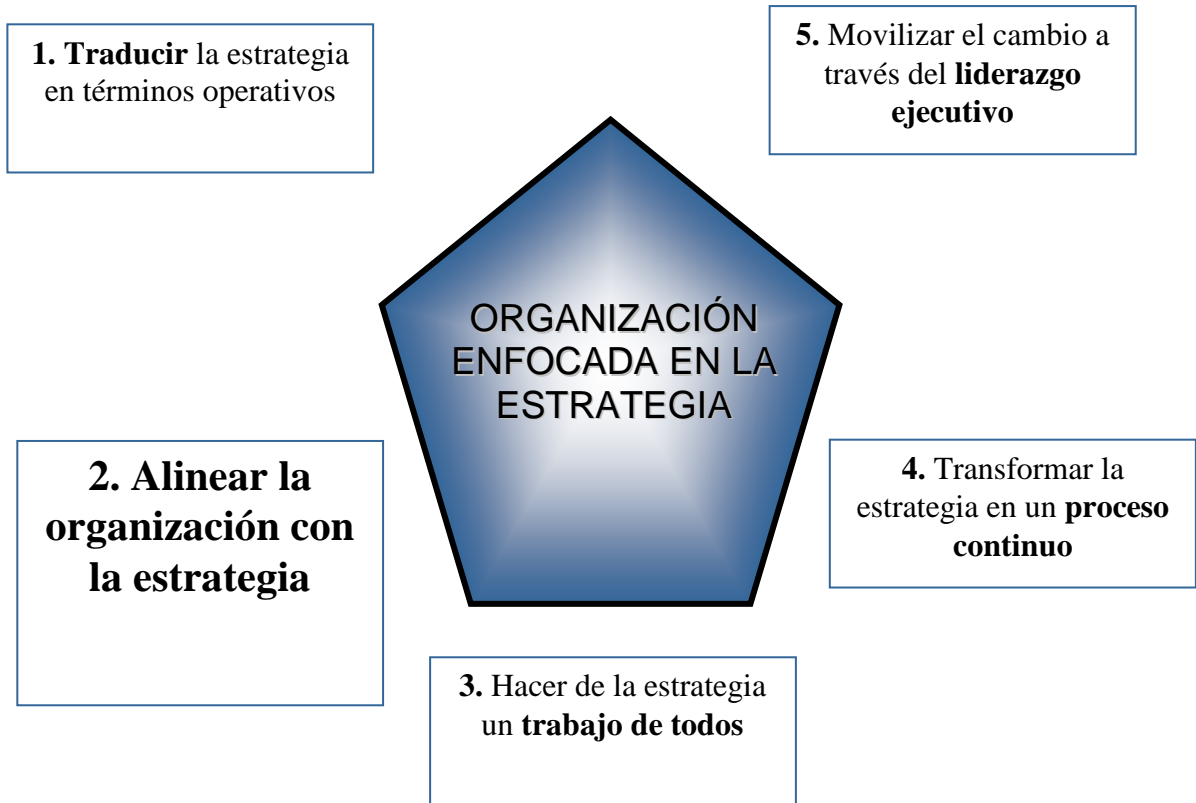 1. Traducir la estrategia
en términos operativos
5. Movilizar el cambio a
través del liderazgo
ejecutivo
ORGANIZACIÓN
ENFOCADA EN LA
ESTRATEGIA
2. Alinear la
organización con
la estrategia
4. Transformar la
estrategia en un proceso
continuo
3. Hacer de la estrategia
un trabajo de todos